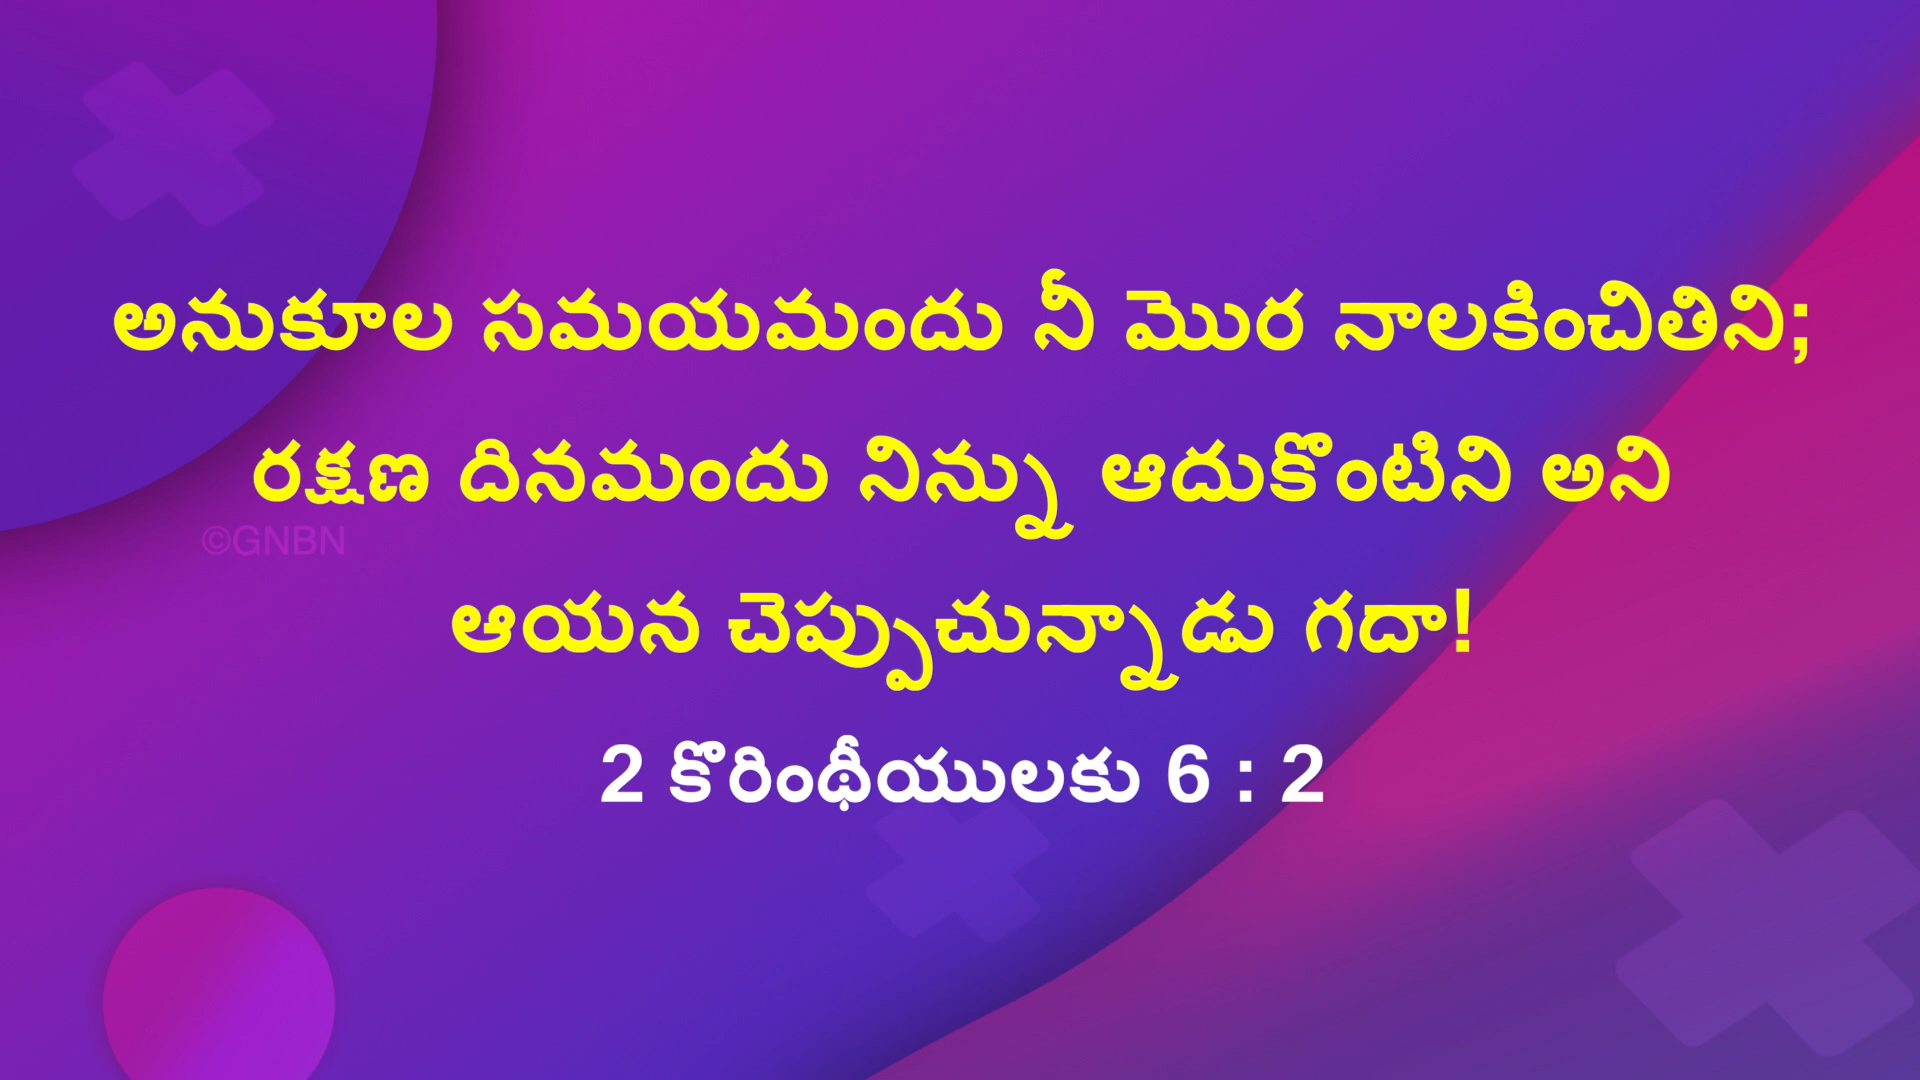 అనుకూల సమయమందు నీ మొర నాలకించితిని;
రక్షణ దినమందు నిన్ను ఆదుకొంటిని అని
©GNBN
ఆయన చెప్పుచున్నాడు గదా!
2 కొరింథీయులకు 6 : 2